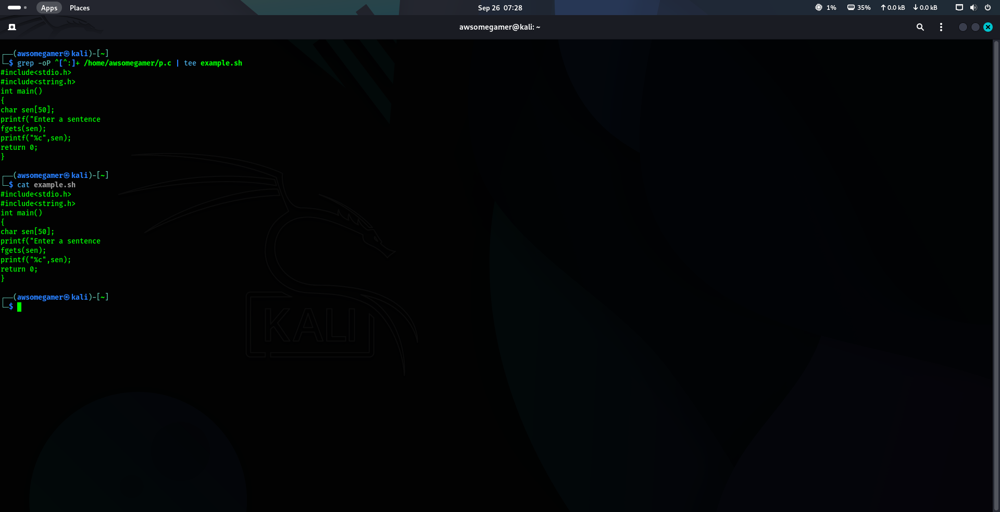 Apps Places Sep 26 07:28 1% 35% 0.0 kB 0.0 kB
awsomegamer@kali: ~
┌──(awsomegamer㉿kali)-[~]
└─$ grep -oP ^[^:]+ /home/awsomegamer/p.c | tee example.sh
#include<stdio.h>
#include<string.h>
int main()
{
char sen[50];
printf("Enter a sentence
fgets(sen);
printf("%c",sen);
return 0;
}
┌──(awsomegamer㉿kali)-[~]
└─$ cat example.sh
#include<stdio.h>
#include<string.h>
int main()
{
char sen[50];
printf("Enter a sentence
fgets(sen);
printf("%c",sen);
return 0;
}
┌──(awsomegamer㉿kali)-[~]
└─$
KALI